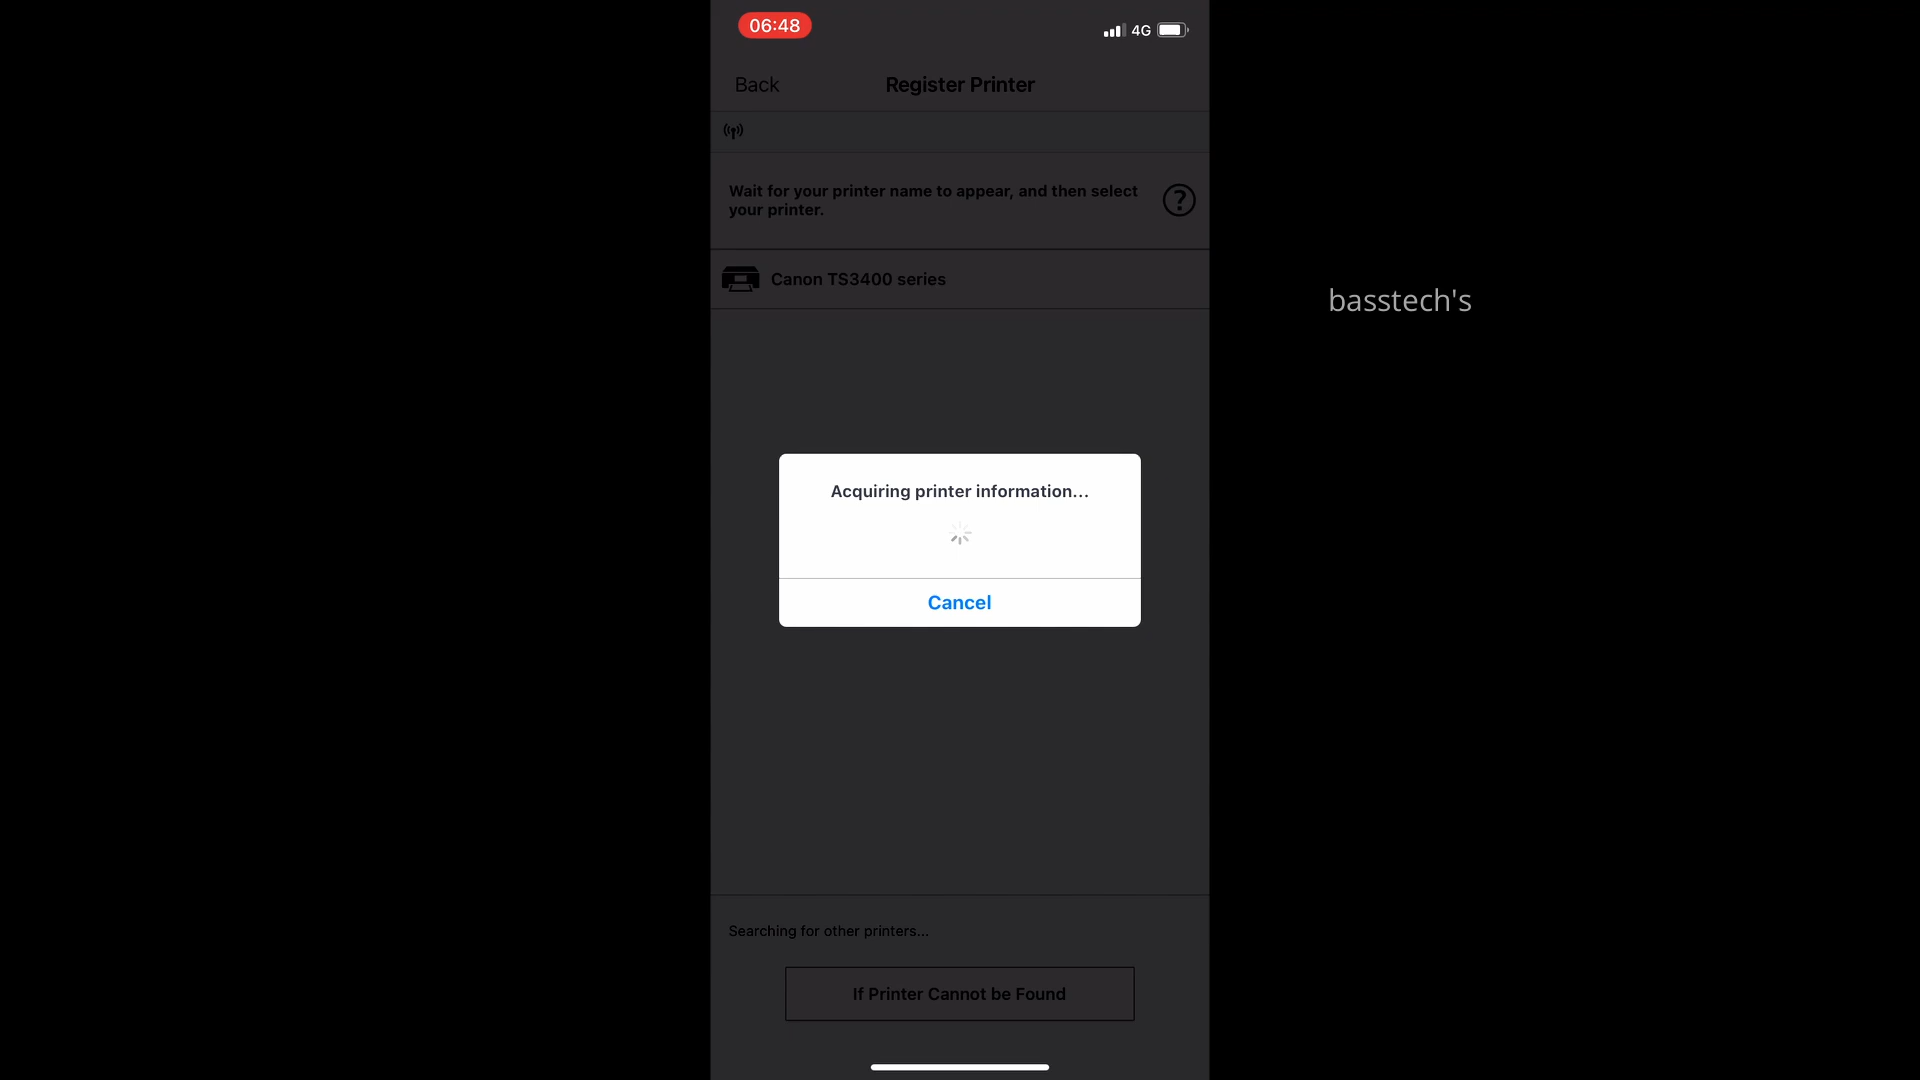 06:48
4G
Back
Register Printer
Wait for your printer name to appear, and then select
your printer.
?
Canon TS3400 series
basstech's
Acquiring printer information...
Cancel
Searching for other printers...
If Printer Cannot be Found